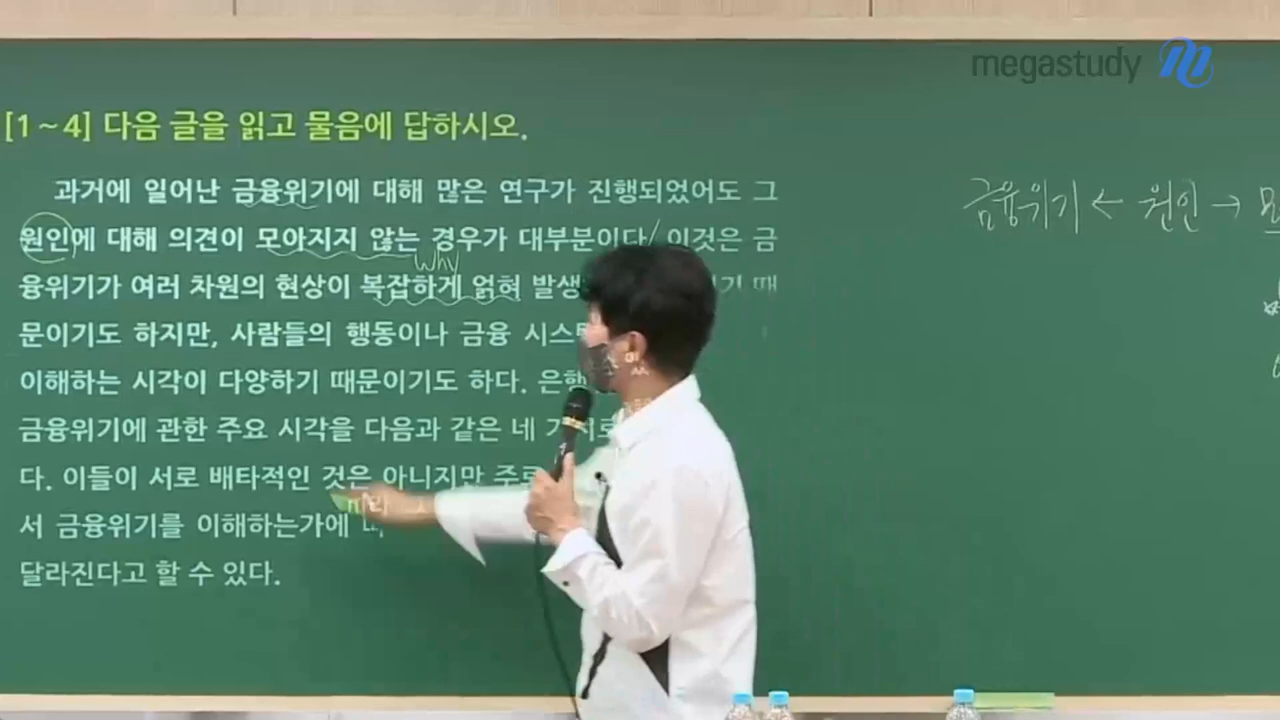 megastudy
[1～4] 다음 글을 읽고 물음에 답하시오.
과거에 일어난 금융위기에 대해 많은 연구가 진행되었어도 그
원인에 대해 의견이 모아지지 않는 경우가 대부분이다 이것은 금
why
융위기가 여러 차원의 현상이 복잡하게 얽혀 발생 때
문이기도 하지만, 사람들의 행동이나 금융
이해하는 시각이 다양하기 때문이기도 하다.
금융위기에 관한 주요 시각을 다음과 같은 네
다. 이들이 서로 배타적인 것은 아니지만
서 금융위기를 이해하는가에
달라진다고 할 수 있다.
금융위기 ← 원인 →